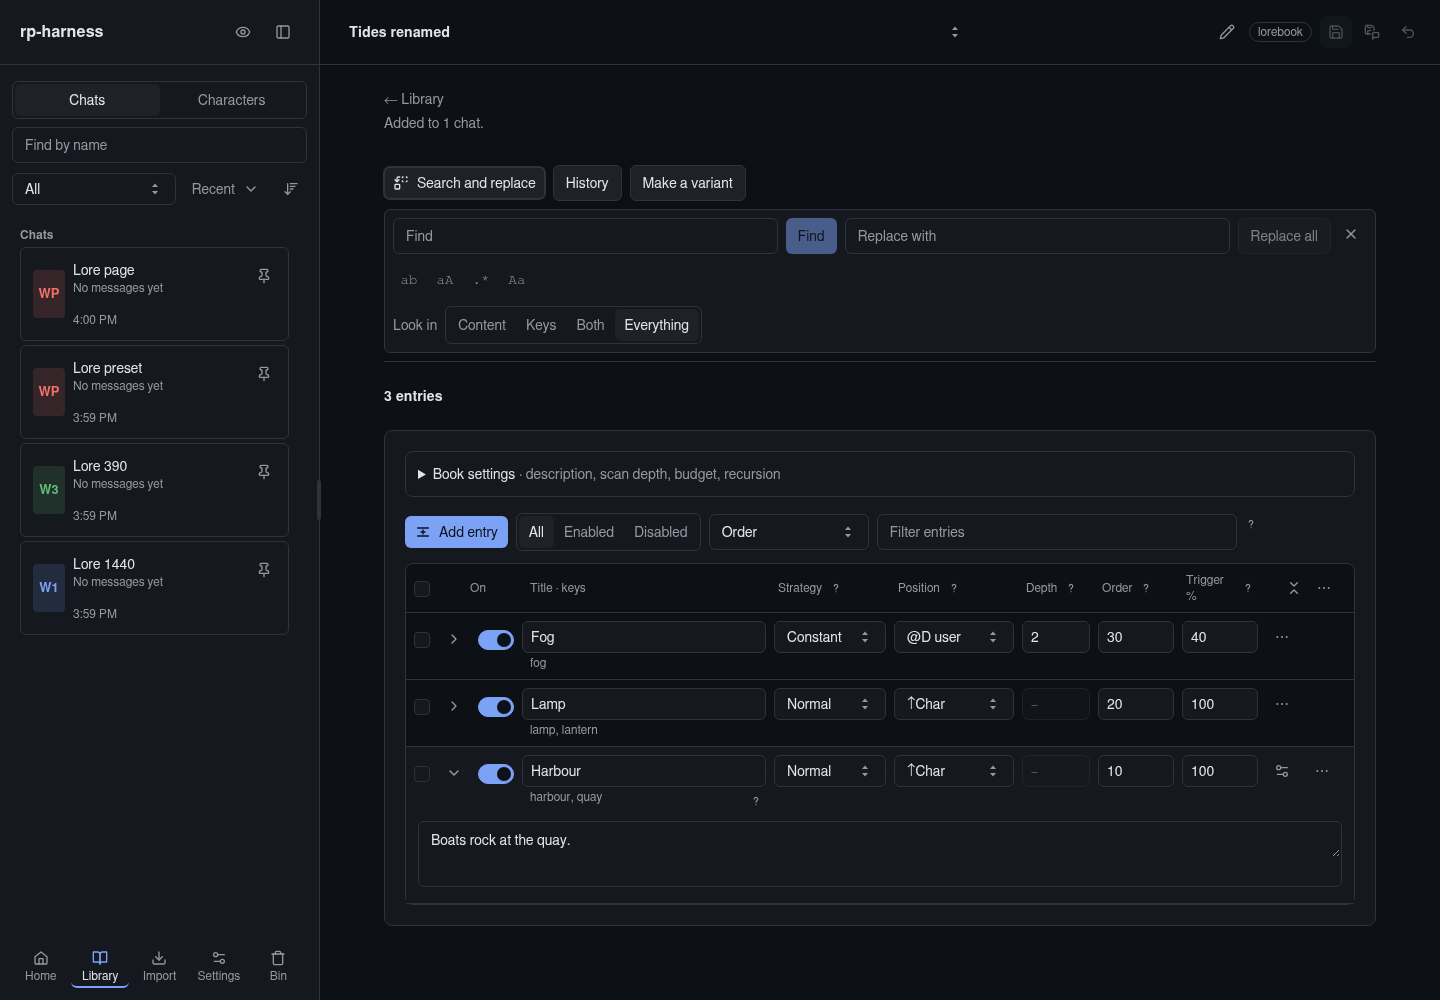 rp-harness
Chats
Characters
Find by name
All
Recent
Chats
WP
Lore page
No messages yet
4:00 PM
WP
Lore preset
No messages yet
3:59 PM
W3
Lore 390
No messages yet
3:59 PM
W1
Lore 1440
No messages yet
3:59 PM
Home
Library
Import
Settings
Bin
Tides renamed
lorebook
← Library
Added to 1 chat.
Search and replace
History
Make a variant
Find
Find
Replace with
Replace all
ab aA .* Aa
Look in Content Keys Both Everything
3 entries
Book settings · description, scan depth, budget, recursion
Add entry All Enabled Disabled Order Filter entries ?
On Title · keys Strategy ? Position ? Depth ? Order ? Trigger % ? ···
Fog Constant @D user 2 30 40 ···
fog
Lamp Normal ↑Char – 20 100 ···
lamp, lantern
Harbour Normal ↑Char – 10 100 ···
harbour, quay ?
Boats rock at the quay.